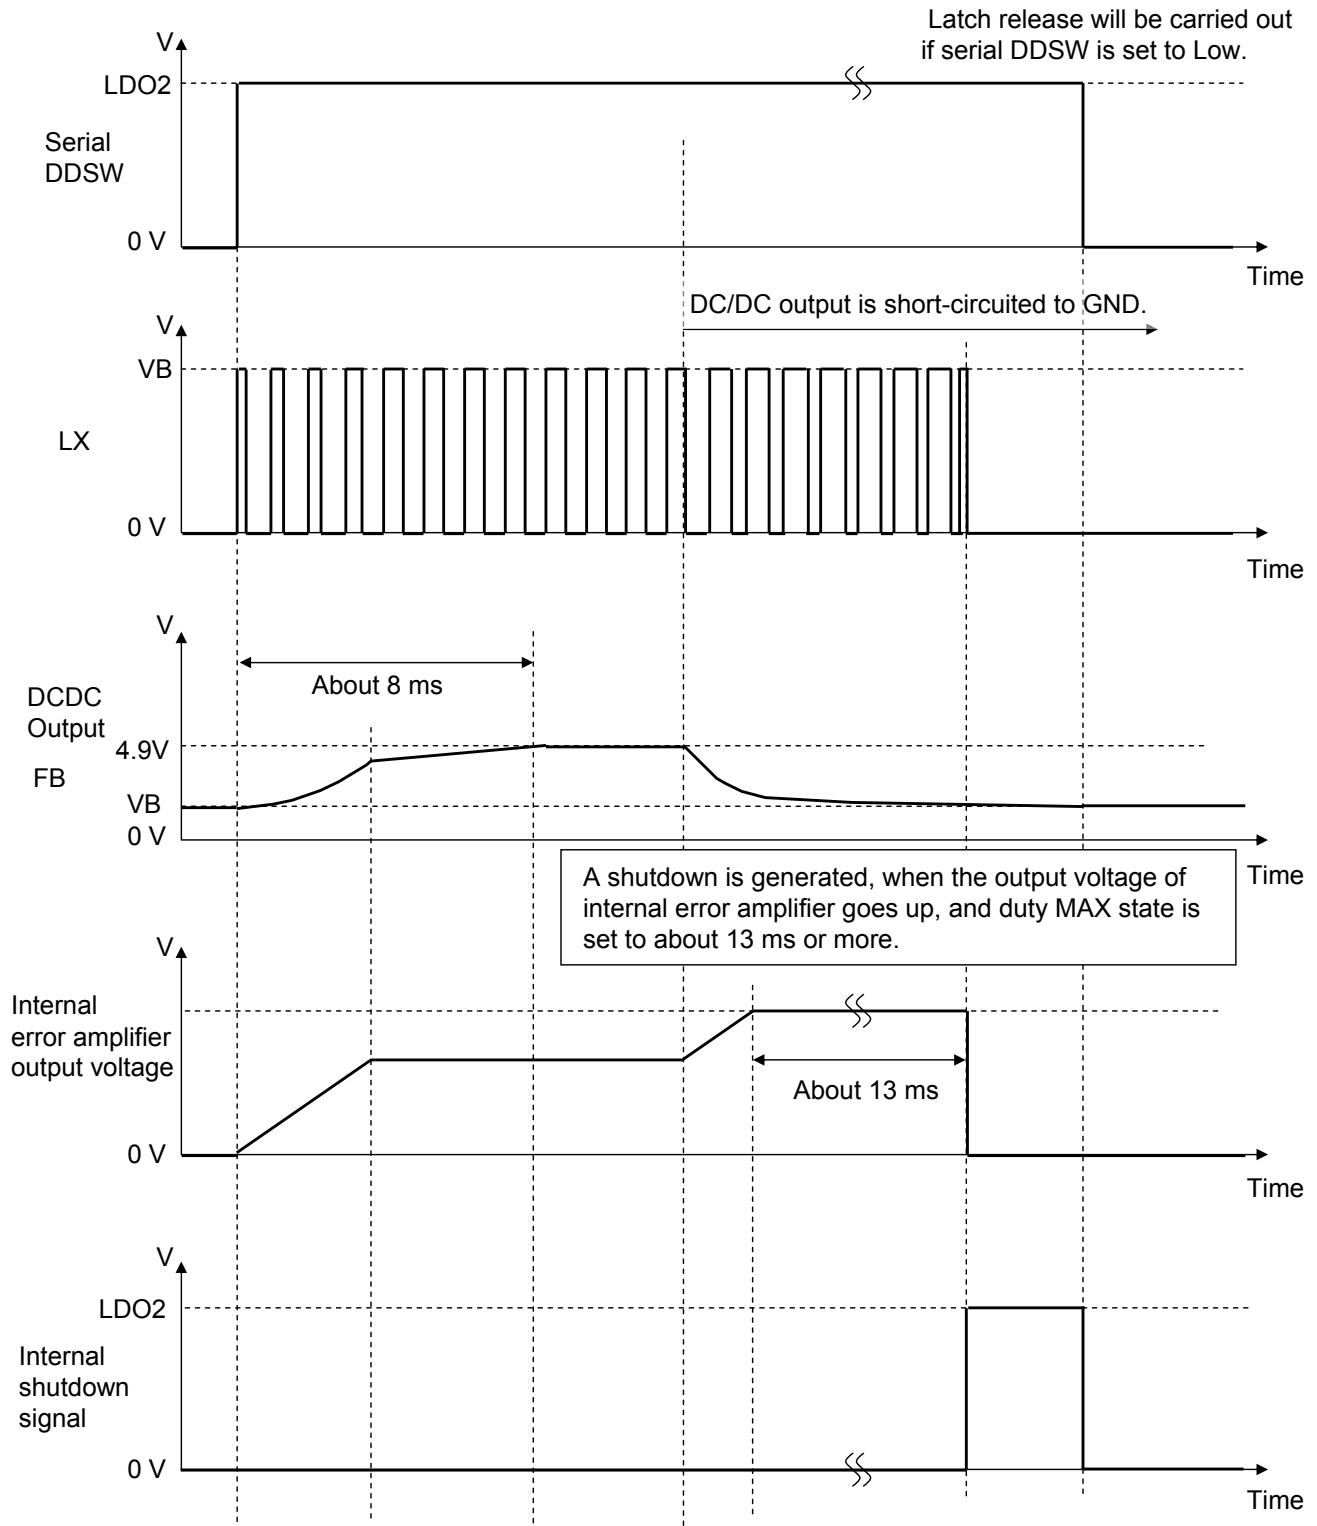 Latch release will be carried out
if serial DDSW is set to Low.
V
LDO2
Serial
DDSW
0 V
Time
DC/DC output is short-circuited to GND.
V
VB
LX
0 V
Time
V
About 8 ms
DCDC
Output
4.9V
FB
VB
0 V
Time
A shutdown is generated, when the output voltage of
internal error amplifier goes up, and duty MAX state is
set to about 13 ms or more.
V
Internal
error amplifier
output voltage
About 13 ms
0 V
Time
V
LDO2
Internal
shutdown
signal
0 V
Time